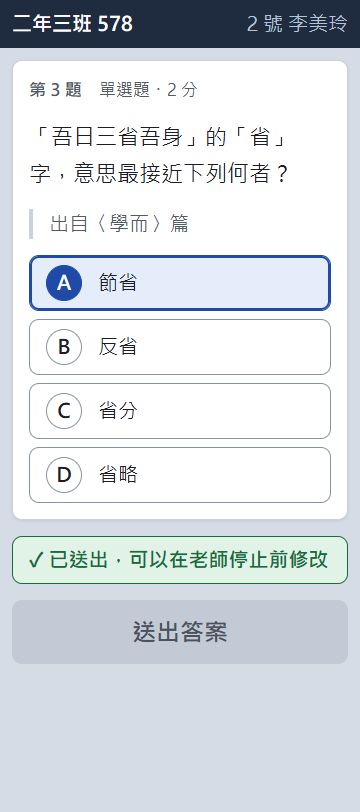 二年三班 578
2 號 李美玲
第 3 題 單選題・2 分
「吾日三省吾身」的「省」
字，意思最接近下列何者？
出自〈學而〉篇
A 節省
B 反省
C 省分
D 省略
✓ 已送出，可以在老師停止前修改
送出答案